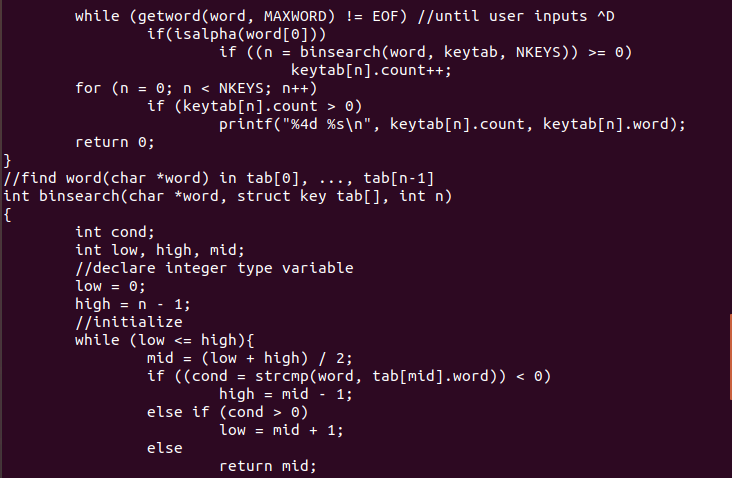 while (getword(word, MAXWORD) != EOF) //until user inputs ^D
if(isalpha(word[0]))
if ((n = binsearch(word, keytab, NKEYS)) >= 0)
keytab[n].count++;
for (n = 0; n < NKEYS; n++)
if (keytab[n].count > 0)
printf("%4d %s\n", keytab[n].count, keytab[n].word);
return 0;
}
//find word(char *word) in tab[0], ..., tab[n-1]
int binsearch(char *word, struct key tab[], int n)
{
int cond;
int low, high, mid;
//declare integer type variable
low = 0;
high = n - 1;
//initialize
while (low <= high){
mid = (low + high) / 2;
if ((cond = strcmp(word, tab[mid].word)) < 0)
high = mid - 1;
else if (cond > 0)
low = mid + 1;
else
return mid;